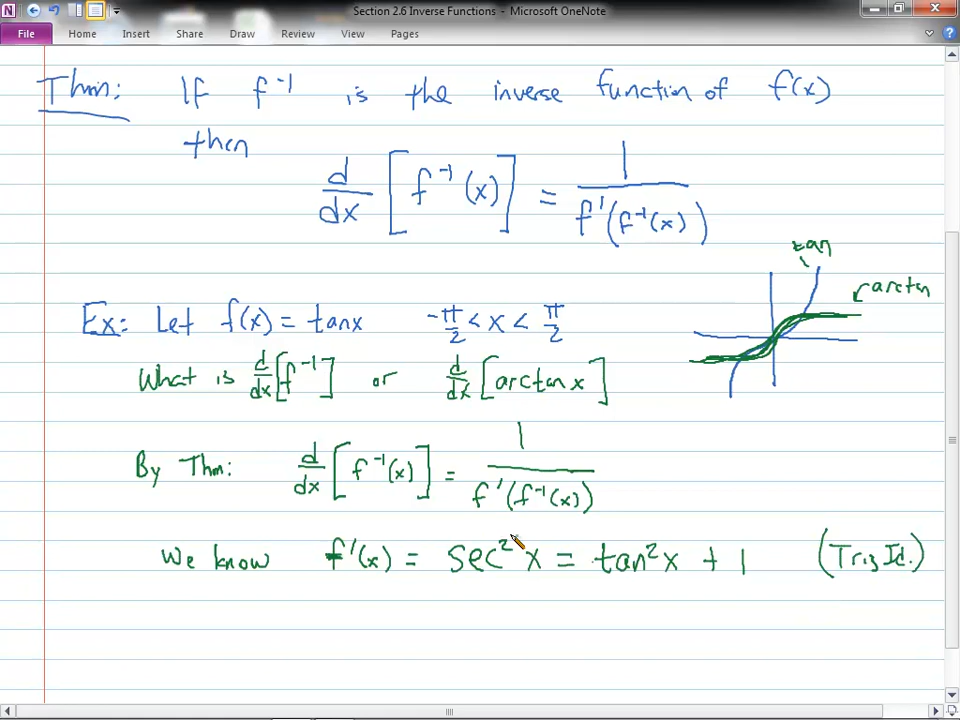 Section 2.6 Inverse Functions - Microsoft OneNote
File Home Insert Share Draw Review View Pages
Thm: If f⁻¹ is the inverse function of f(x)
then
d/dx [f⁻¹(x)] = 1/f'(f⁻¹(x))
tan
arctan
Ex: Let f(x) = tanx -π/2 < x < π/2
What is d/dx[f⁻¹] or d/dx [arctan x]
By Thm: d/dx [f⁻¹(x)] = 1/f'(f⁻¹(x))
We know f'(x) = sec²x = tan²x + 1 (Trig Id.)